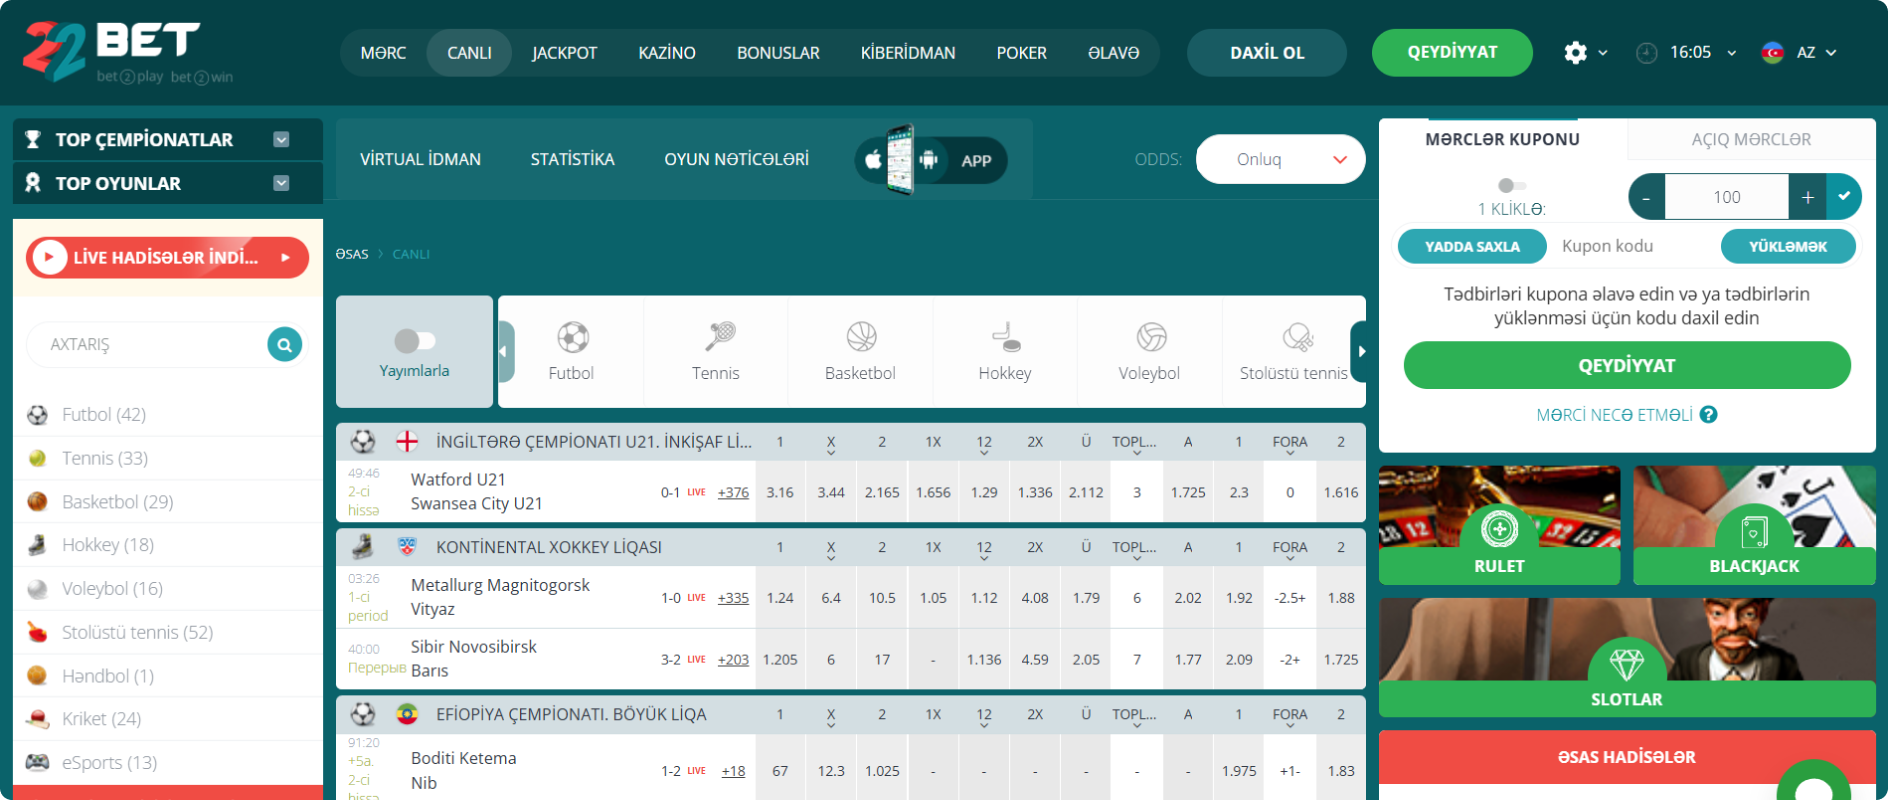 22BET
bet 2 play bet 2 win
MƏRC CANLI JACKPOT KAZİNO BONUSLAR KİBERİDMAN POKER ƏLAVƏ DAXİL OL QEYDİYYAT 16:05 AZ
TOP ÇEMPİONATLAR
TOP OYUNLAR
LİVE HADİSƏLƏR İNDİ...
AXTARIŞ
Futbol (42)
Tennis (33)
Basketbol (29)
Hokkey (18)
Voleybol (16)
Stolüstü tennis (52)
Həndbol (1)
Kriket (24)
eSports (13)
VİRTUAL İDMAN STATİSTİKA OYUN NƏTİCƏLƏRİ APP ODDS: Onluq
ƏSAS CANLI
Yayımlarla Futbol Tennis Basketbol Hokkey Voleybol Stolüstü tennis
İNGİLTƏRƏ ÇEMPİONATI U21. İNKİŞAF Lİ... 1 X 2 1X 12 2X Ü TOPL... A 1 FORA 2
49:46
2-ci
hissə
Watford U21
Swansea City U21
0-1 LIVE +376 3.16 3.44 2.165 1.656 1.29 1.336 2.112 3 1.725 2.3 0 1.616
KONTİNENTAL XOKKEY LİQASI 1 X 2 1X 12 2X Ü TOPL... A 1 FORA 2
03:26
1-ci
period
Metallurg Magnitogorsk
Vityaz
1-0 LIVE +335 1.24 6.4 10.5 1.05 1.12 4.08 1.79 6 2.02 1.92 -2.5+ 1.88
40:00
Перерыв
Sibir Novosibirsk
Barıs
3-2 LIVE +203 1.205 6 17 - 1.136 4.59 2.05 7 1.77 2.09 -2+ 1.725
EFİOPİYA ÇEMPİONATI. BÖYÜK LİQA 1 X 2 1X 12 2X Ü TOPL... A 1 FORA 2
91:20
+5a.
2-ci
hissə
Boditi Ketema
Nib
1-2 LIVE +18 67 12.3 1.025 - - - - - - 1.975 +1- 1.83
MƏRCLƏR KUPONU AÇIQ MƏRCLƏR
1 KLİKLƏ: - 100 +
YADDA SAXLA Kupon kodu YÜKLƏMƏK
Tədbirləri kupona əlavə edin və ya tədbirlərin
yüklənməsi üçün kodu daxil edin
QEYDİYYAT
MƏRCİ NECƏ ETMƏLİ ?
RULET BLACKJACK
SLOTLAR
ƏSAS HADİSƏLƏR